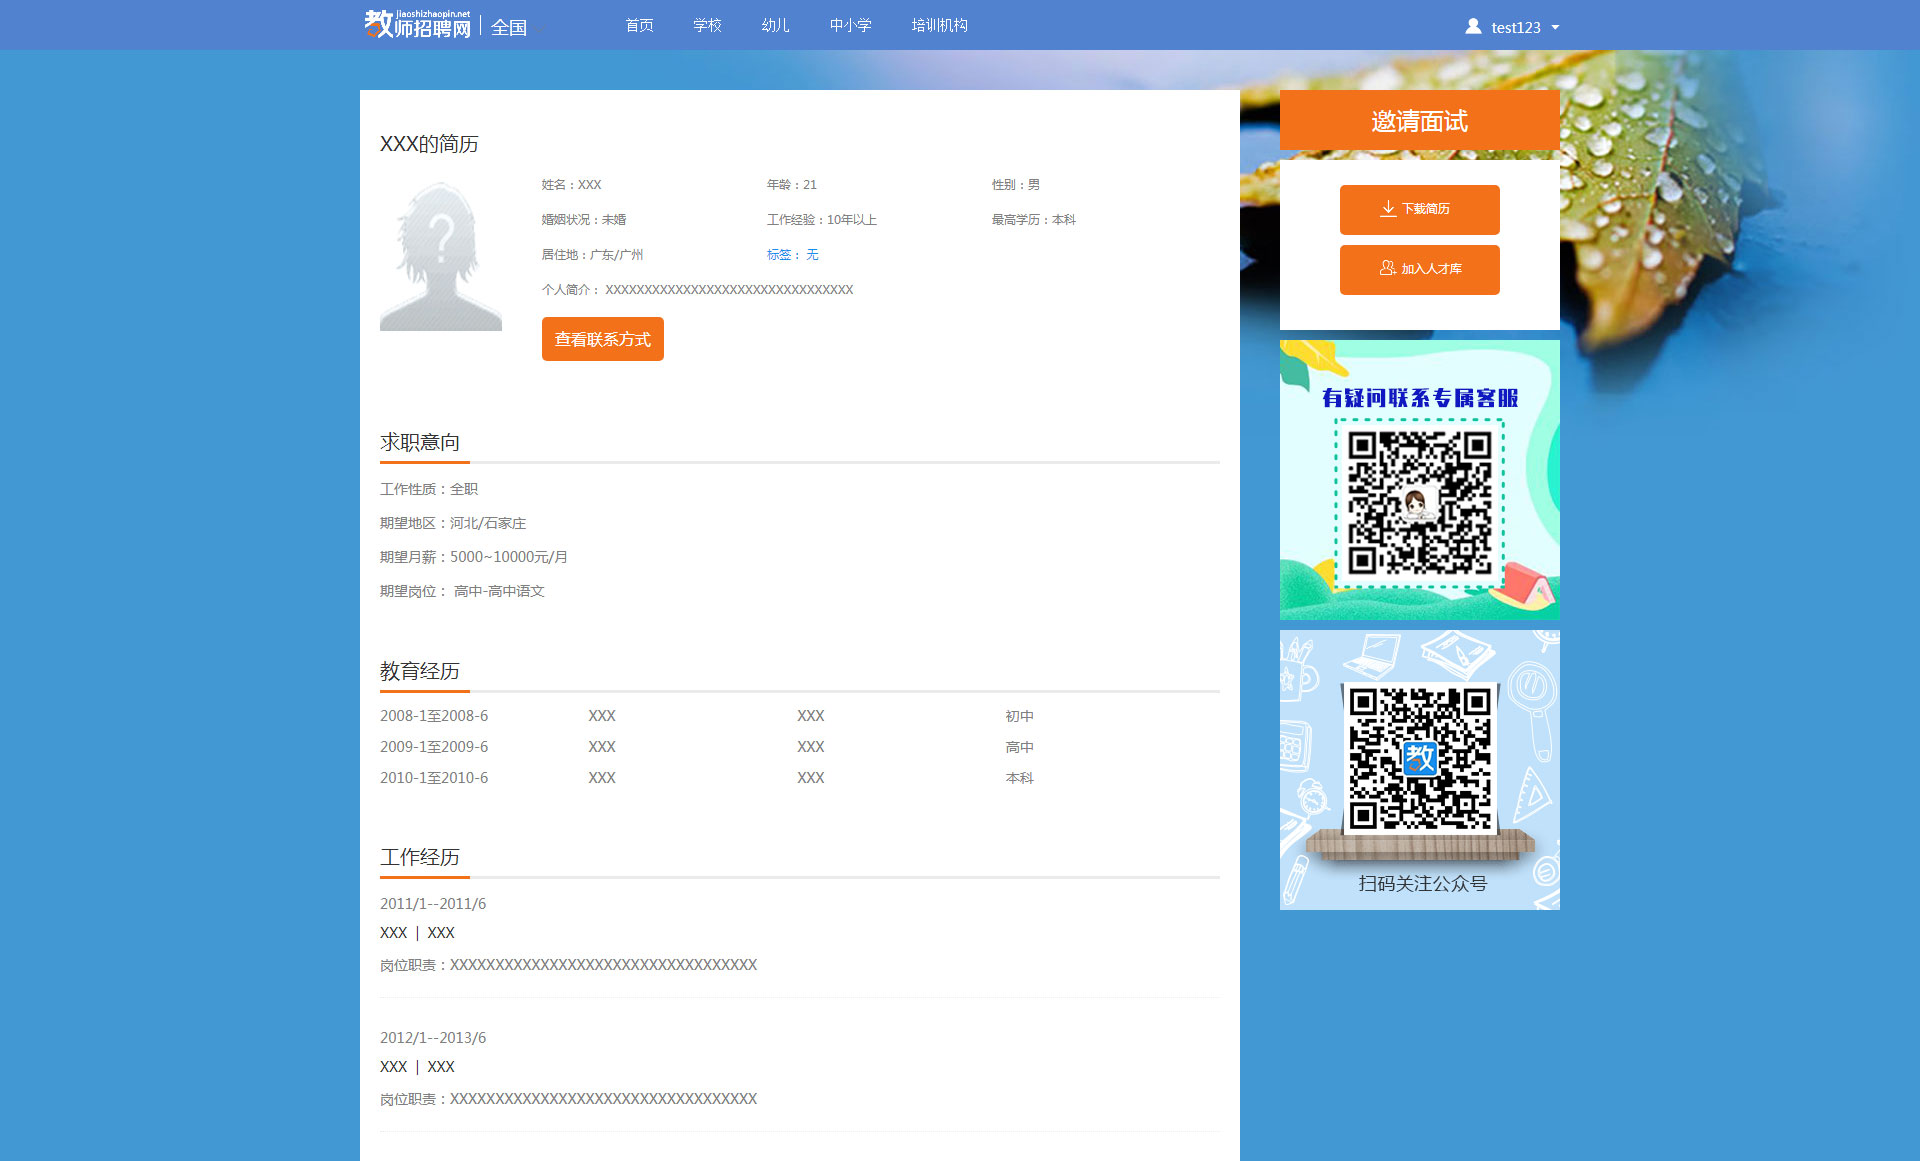 jiaoshizhaopin.net
教师招聘网
全国
首页
学校
幼儿
中小学
培训机构
test123
XXX的简历
姓名：XXX
年龄：21
性别：男
婚姻状况：未婚
工作经验：10年以上
最高学历：本科
居住地：广东/广州
标签： 无
个人简介： XXXXXXXXXXXXXXXXXXXXXXXXXXXXXXXX
查看联系方式
求职意向
工作性质：全职
期望地区：河北/石家庄
期望月薪：5000~10000元/月
期望岗位： 高中-高中语文
教育经历
2008-1至2008-6 XXX XXX 初中
2009-1至2009-6 XXX XXX 高中
2010-1至2010-6 XXX XXX 本科
工作经历
2011/1--2011/6
XXX | XXX
岗位职责：XXXXXXXXXXXXXXXXXXXXXXXXXXXXXXXXXX
2012/1--2013/6
XXX | XXX
岗位职责：XXXXXXXXXXXXXXXXXXXXXXXXXXXXXXXXXX
邀请面试
下载简历
加入人才库
有疑问联系专属客服
教
扫码关注公众号